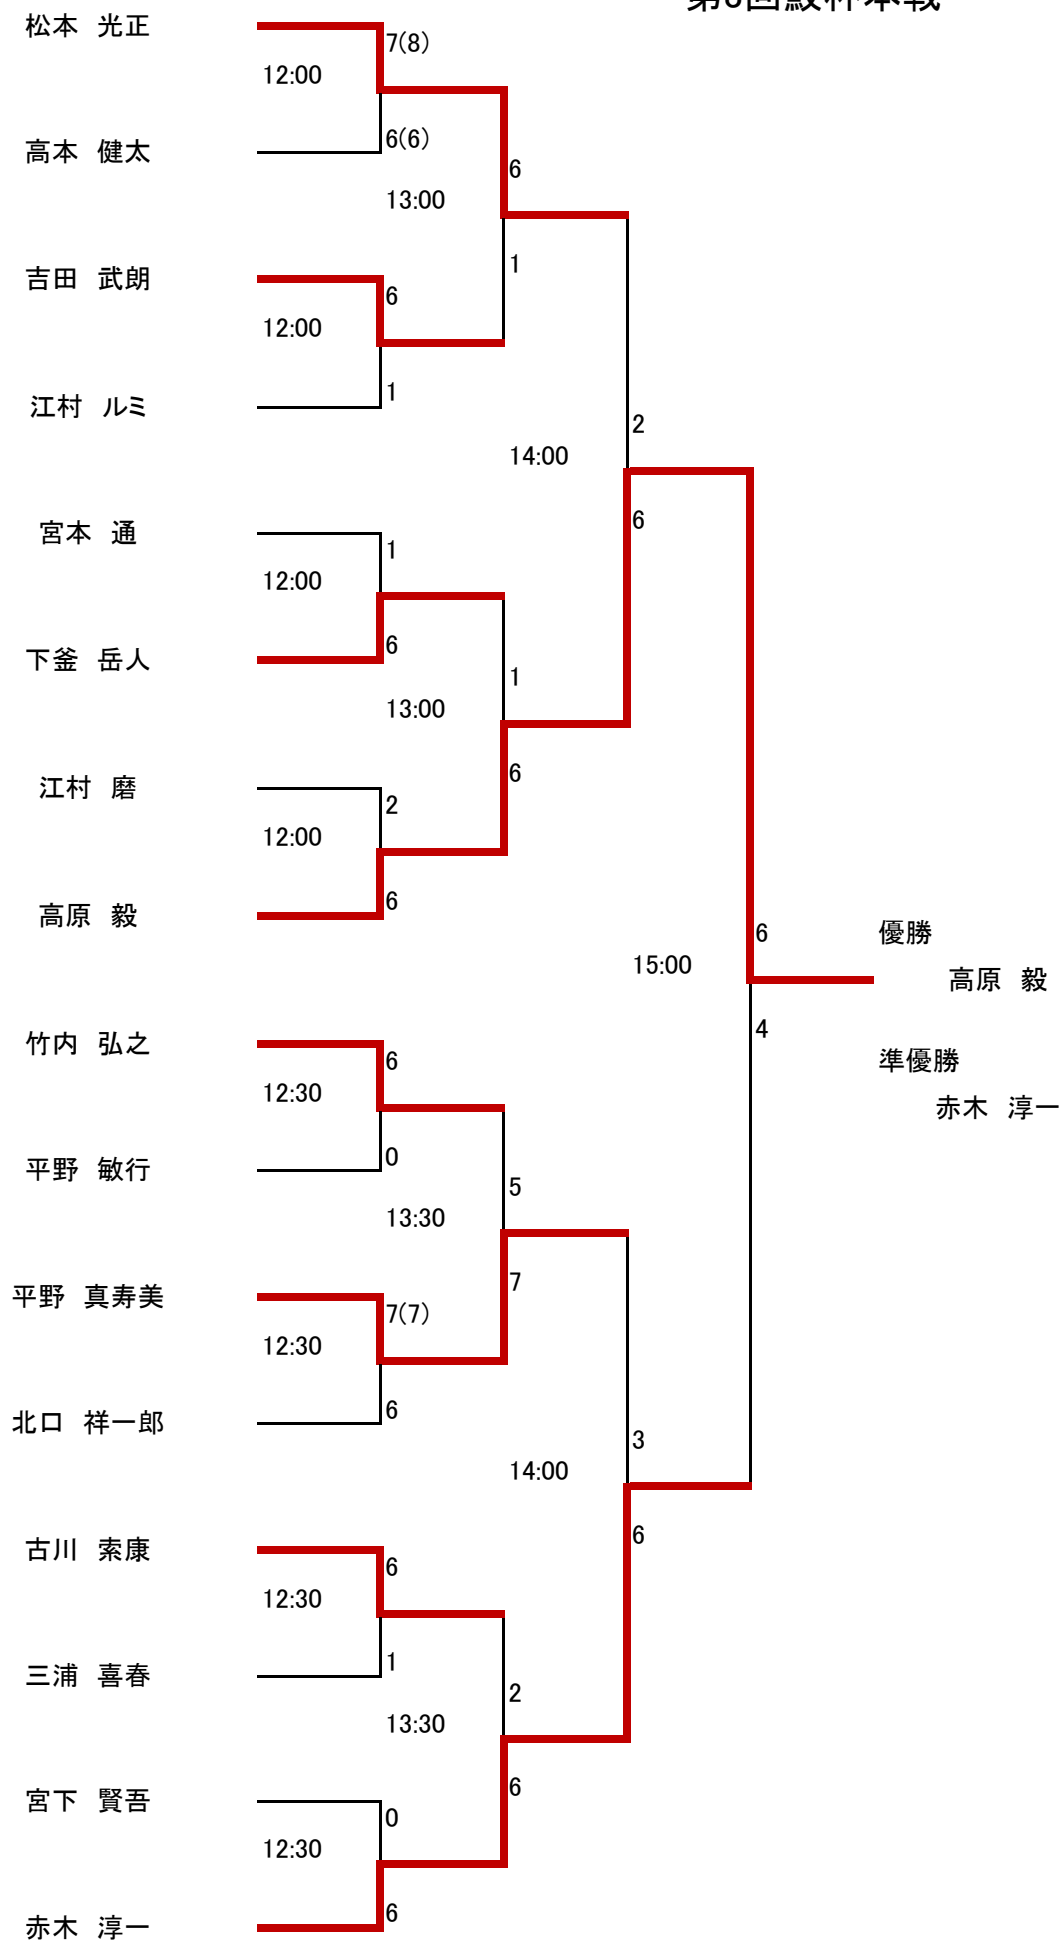 松本 光正
7(8)
12:00
6(6)
高本 健太
6
13:00
1
吉田 武朗
6
12:00
1
江村 ルミ
2
14:00
6
宮本 通
1
12:00
6
下釜 岳人
1
13:00
6
江村 磨
2
12:00
6
高原 毅
6
優勝
15:00
高原 毅
4
準優勝
赤木 淳一
竹内 弘之
6
12:30
0
平野 敏行
5
13:30
7
平野 真寿美
7(7)
12:30
6
北口 祥一郎
3
14:00
6
古川 索康
6
12:30
1
三浦 喜春
2
13:30
6
宮下 賢吾
0
12:30
6
赤木 淳一